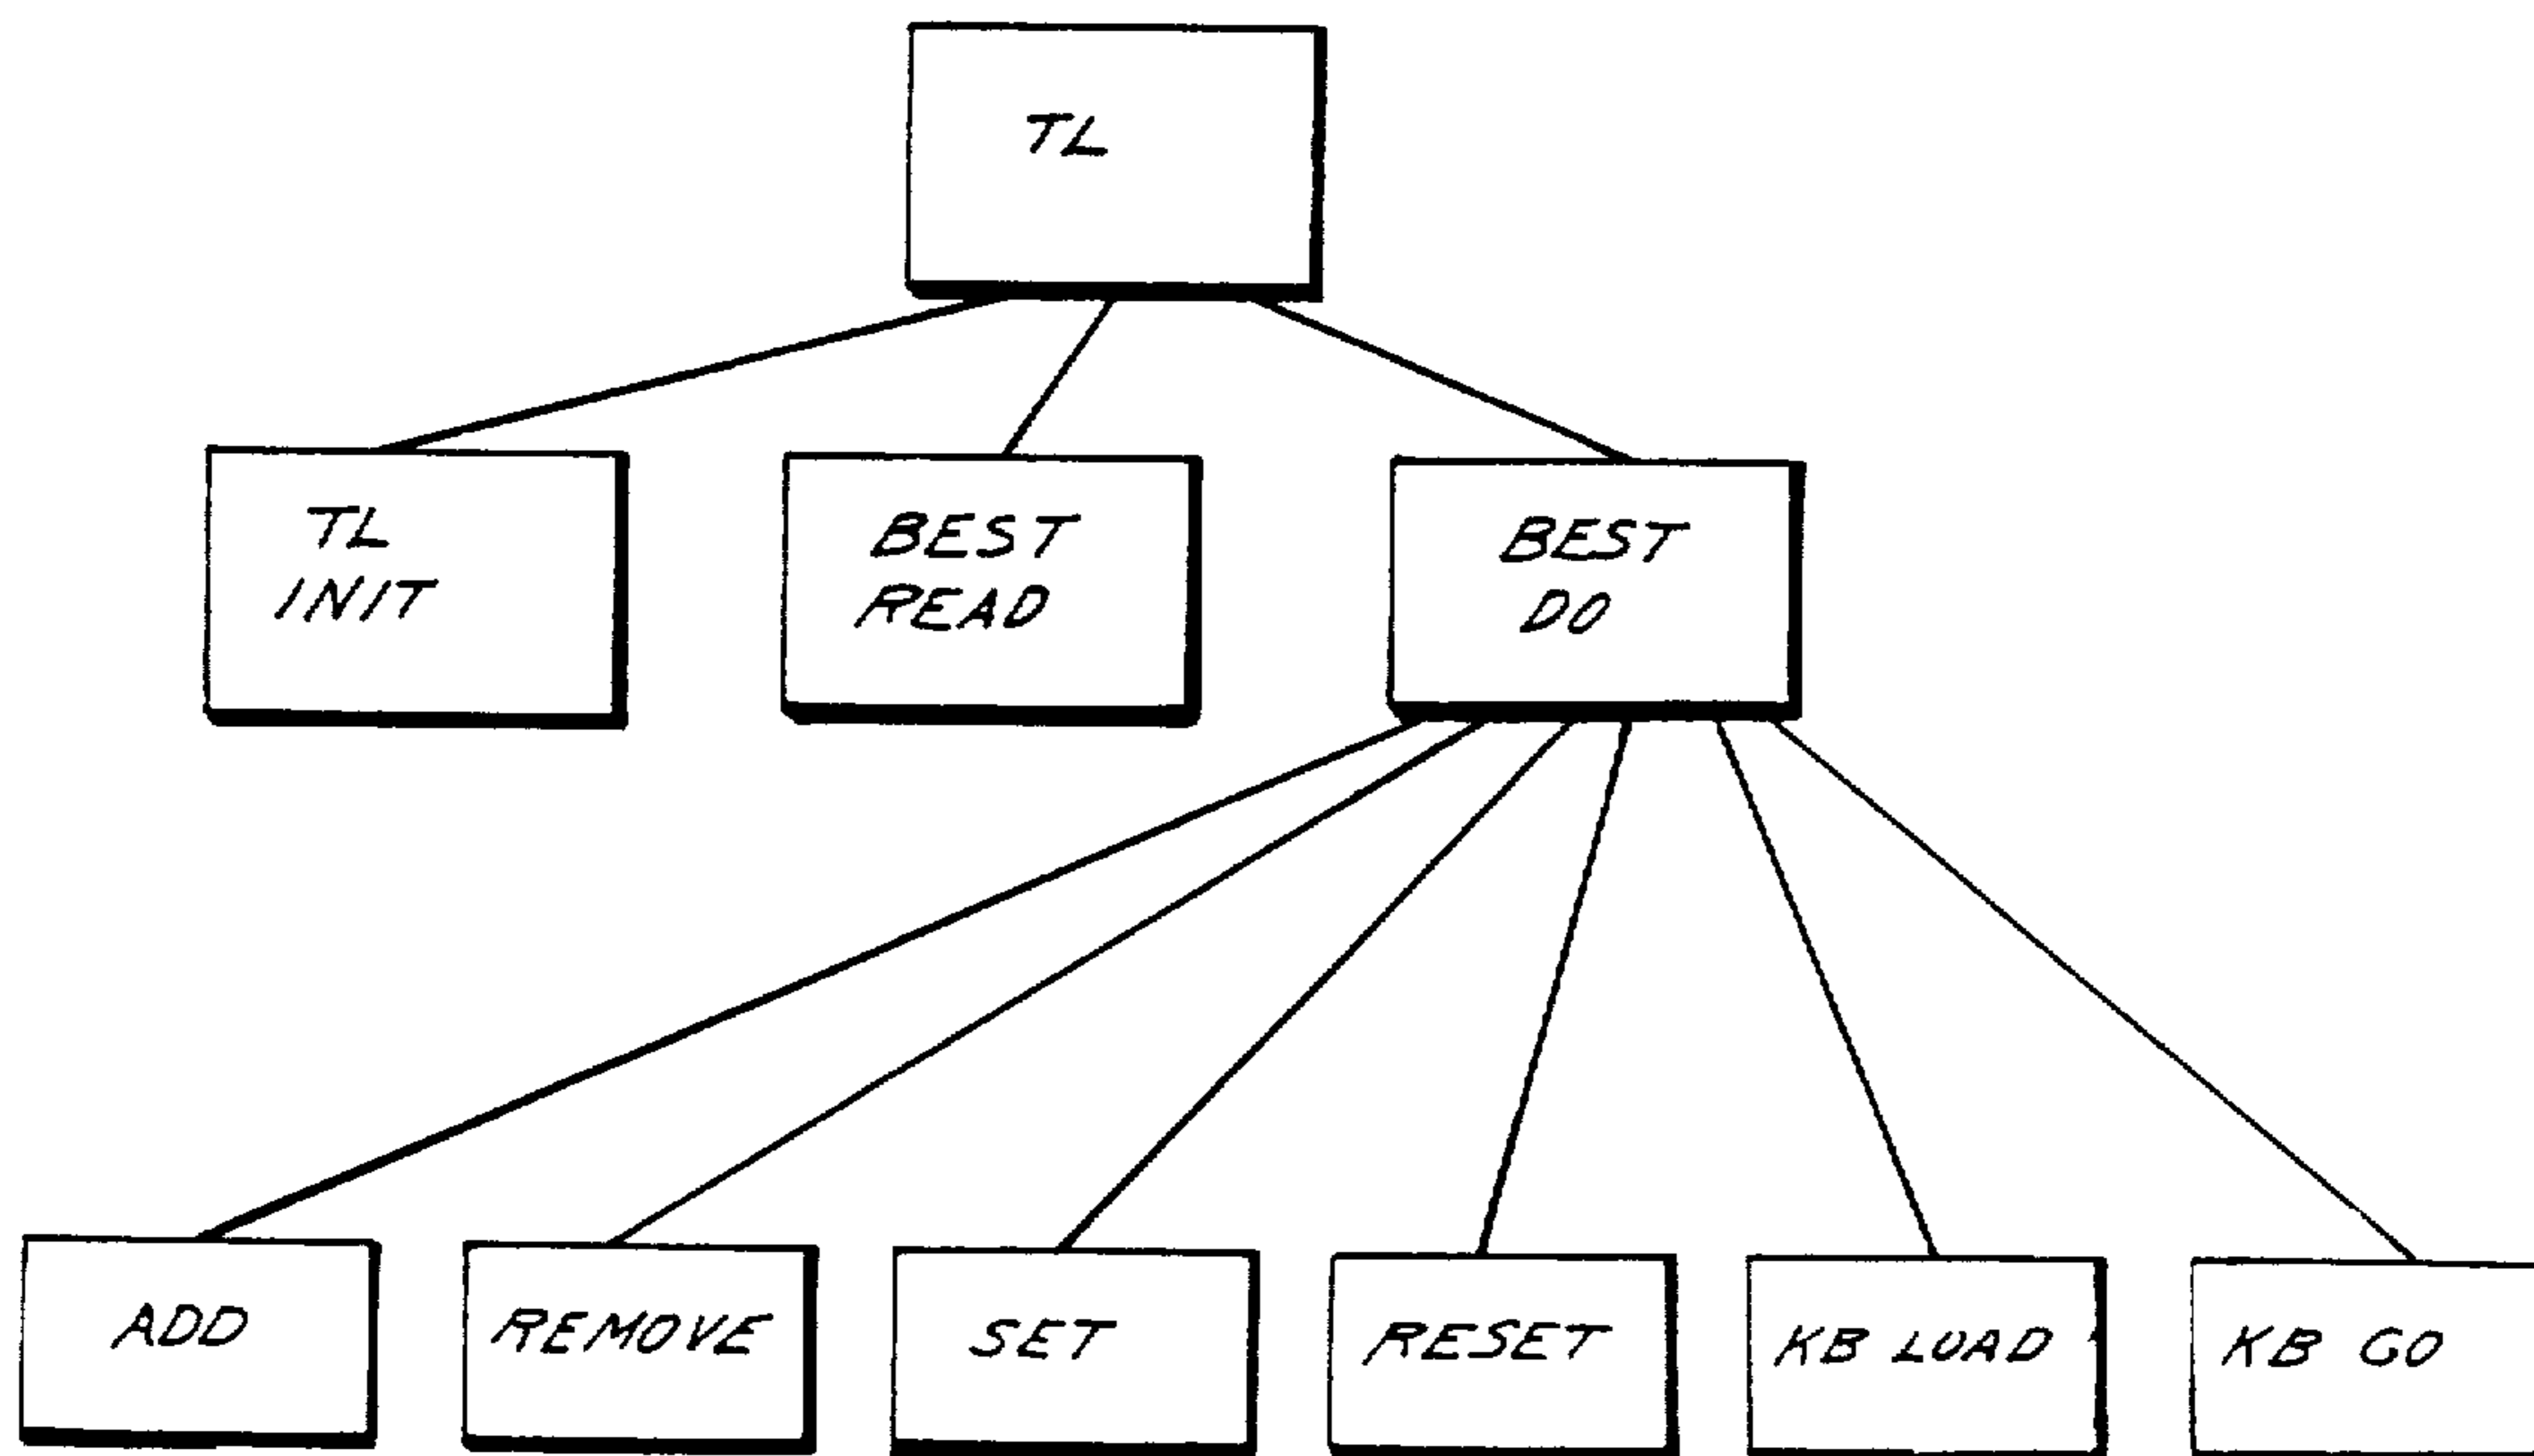 TL
TL
INIT
BEST
READ
BEST
DO
ADD
REMOVE
SET
RESET
KB LOAD
KB GO